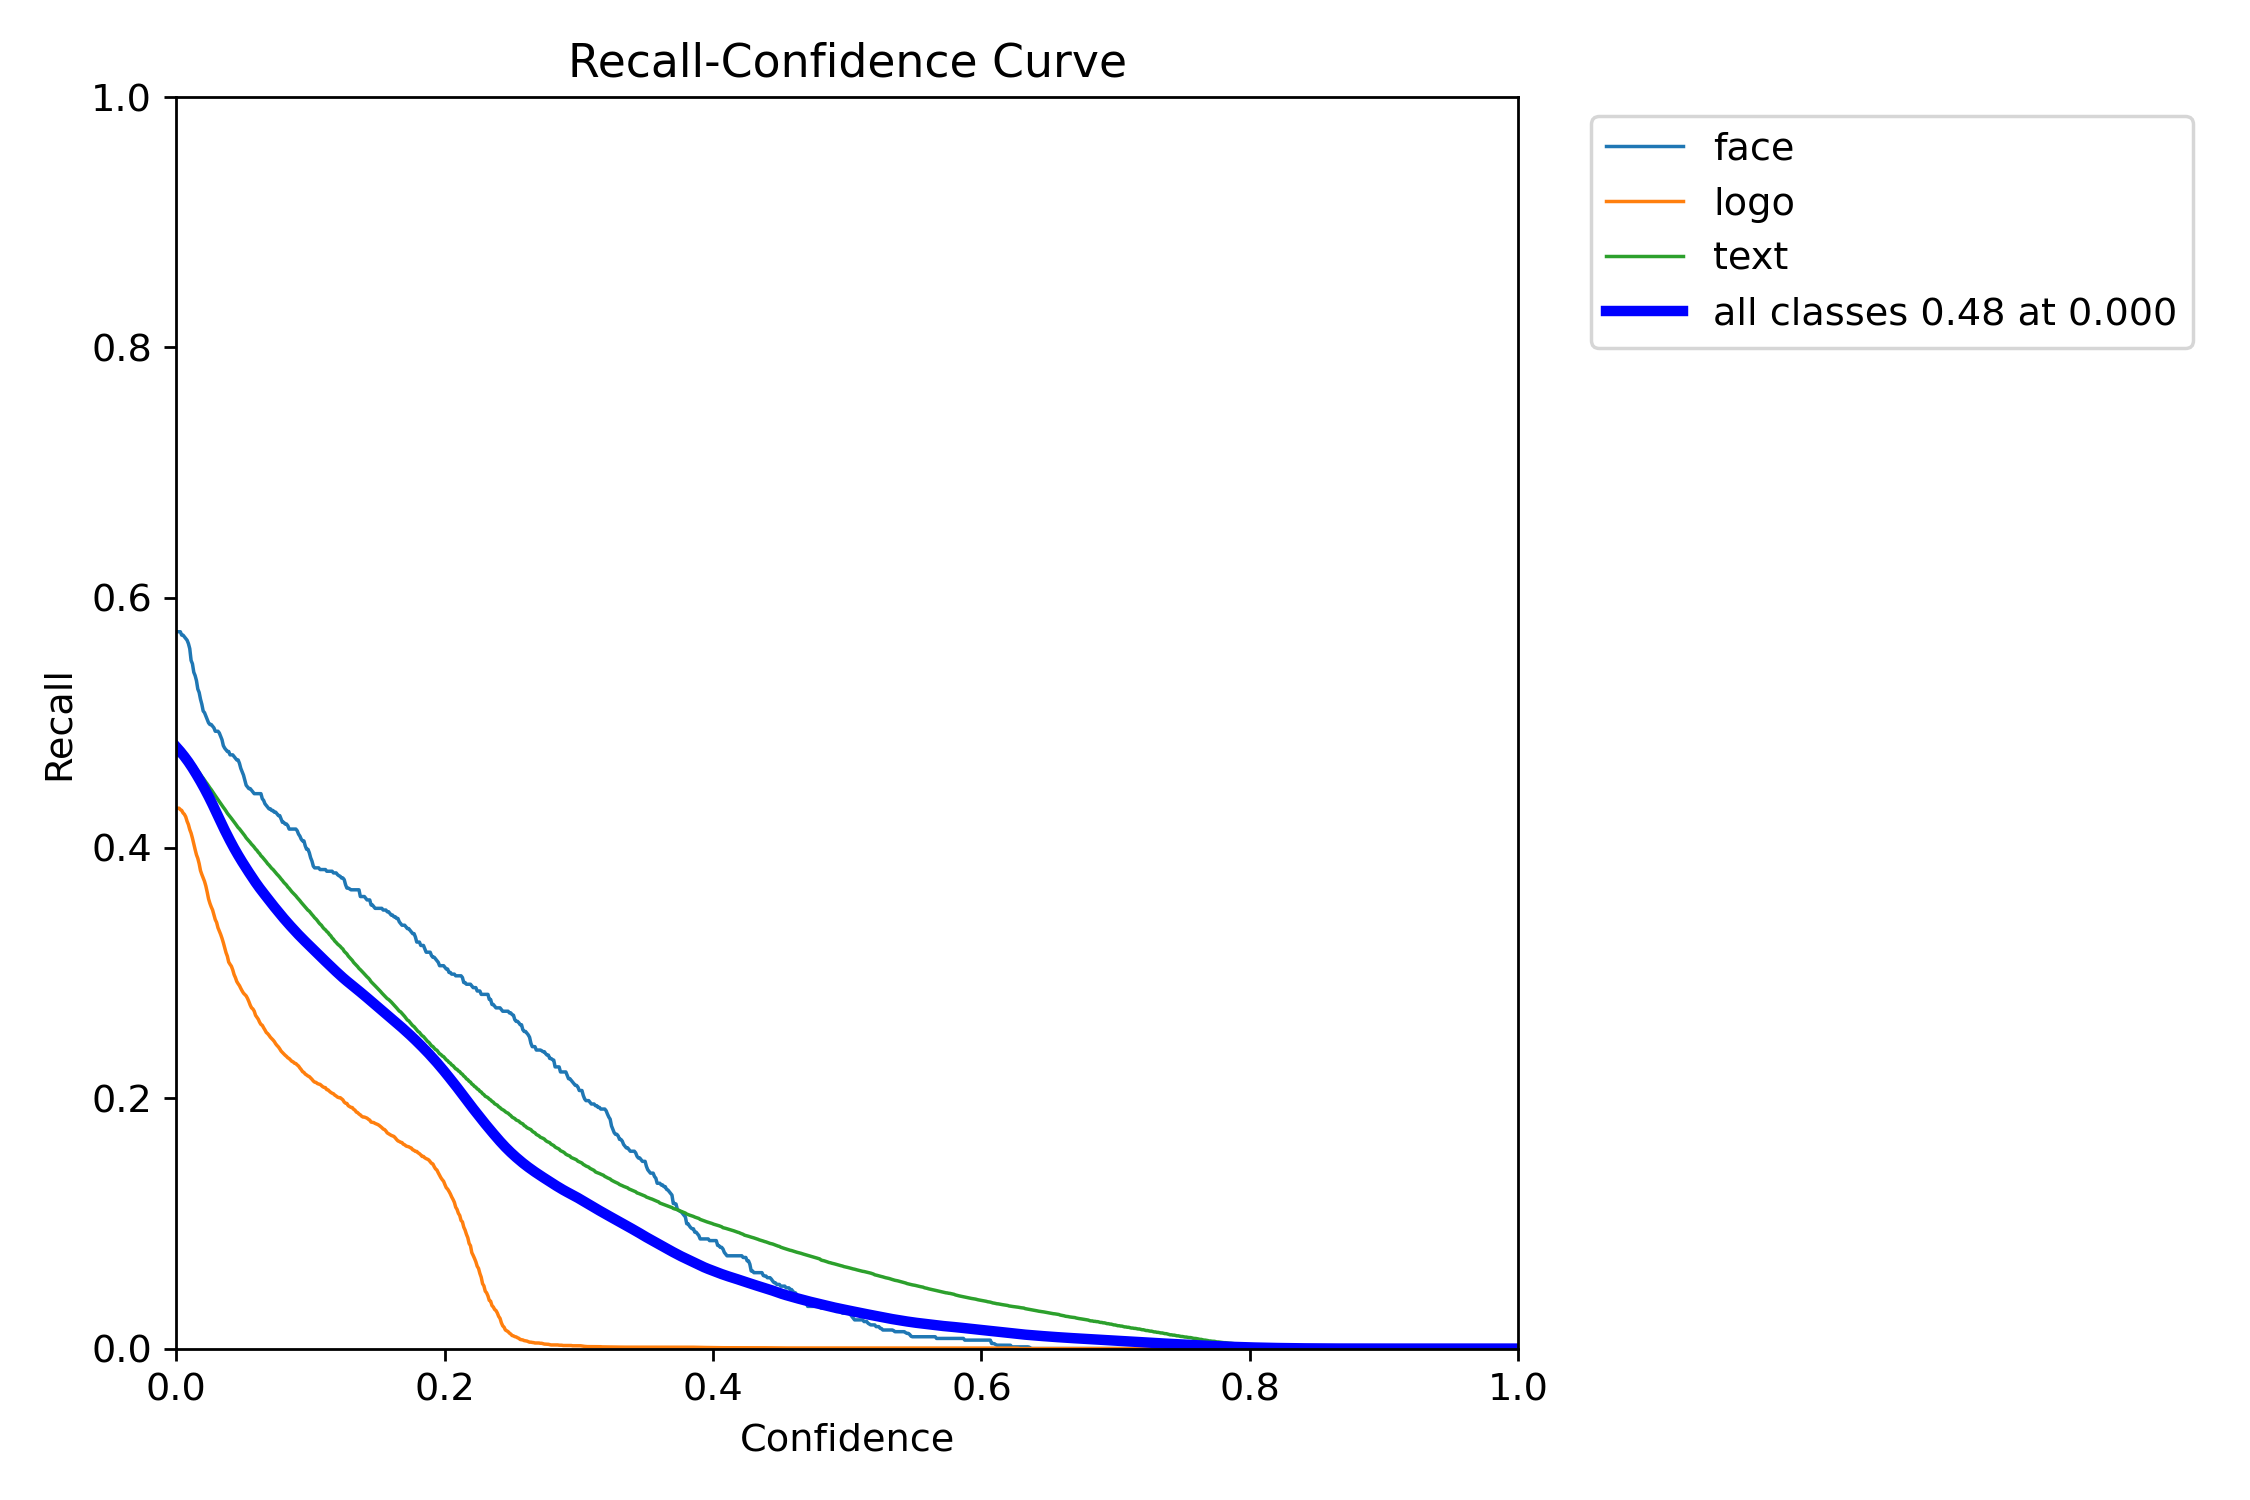 Recall-Confidence Curve
1.0
0.8
0.6
0.4
0.2
0.0
Recall
0.0 0.2 0.4 0.6 0.8 1.0
Confidence
face
logo
text
all classes 0.48 at 0.000